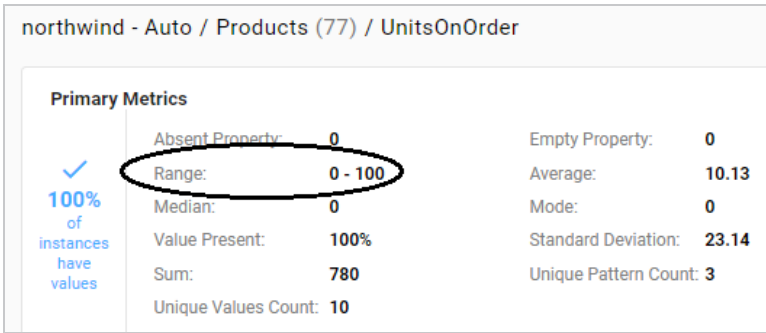 northwind - Auto / Products (77) / UnitsOnOrder
Primary Metrics
100%
of
instances
have
values
Absent Property: 0
Range: 0 - 100
Median: 0
Value Present: 100%
Sum: 780
Unique Values Count: 10
Empty Property: 0
Average: 10.13
Mode: 0
Standard Deviation: 23.14
Unique Pattern Count: 3